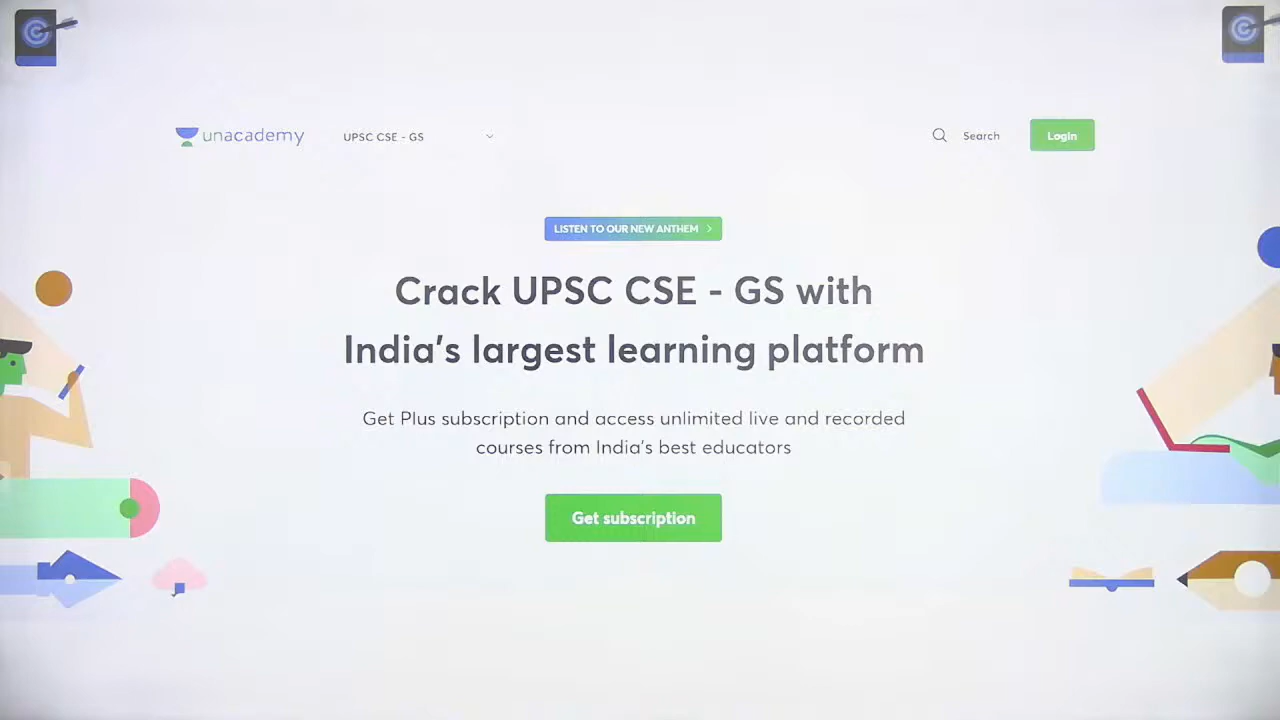 unacademy
UPSC CSE - GS
Search
Login
LISTEN TO OUR NEW ANTHEM
Crack UPSC CSE - GS with
India's largest learning platform
Get Plus subscription and access unlimited live and recorded
courses from India's best educators
Get subscription